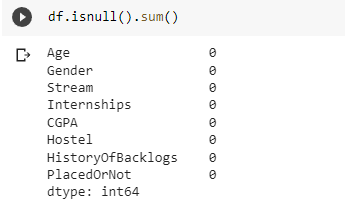 df.isnull().sum()
Age 0
Gender 0
Stream 0
Internships 0
CGPA 0
Hostel 0
HistoryOfBacklogs 0
PlacedOrNot 0
dtype: int64